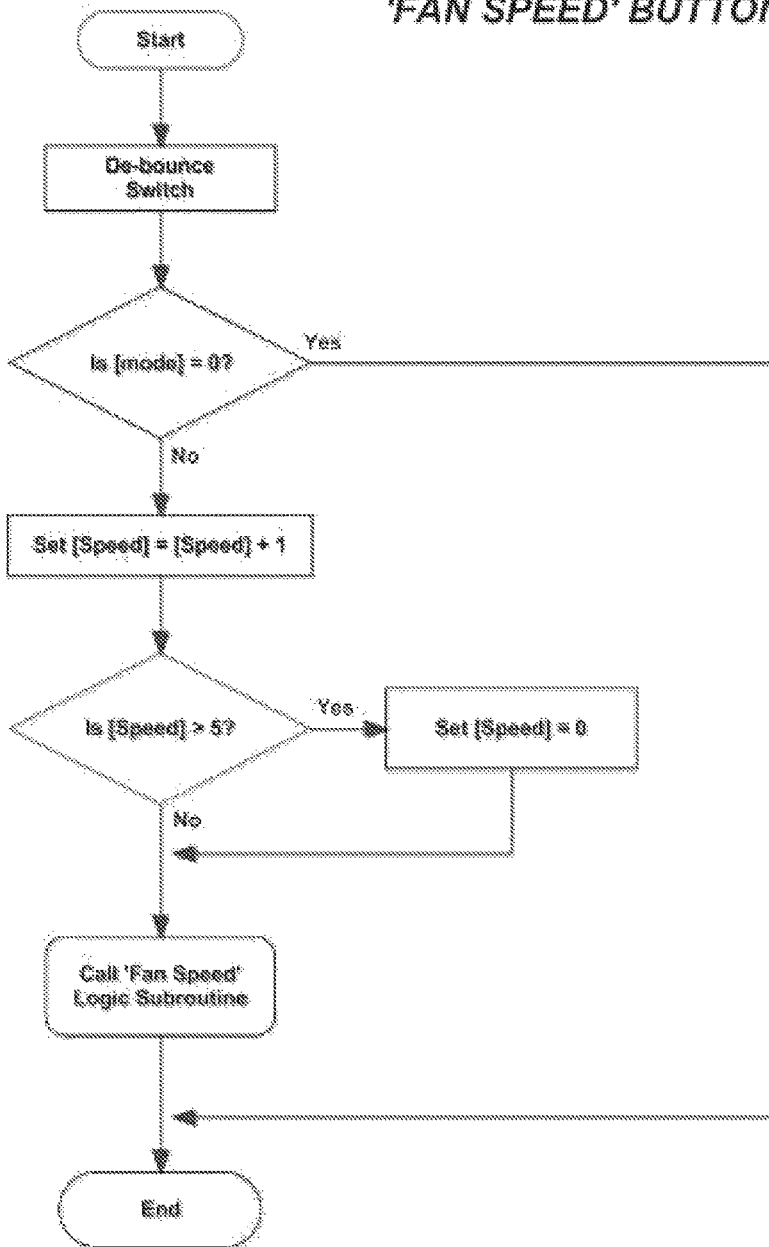 'FAN SPEED' BUTTON
Start
De-bounce
Switch
Is [mode] = 0?
Yes
No
Set [Speed] = [Speed] + 1
Is [Speed] > 5?
Yes
Set [Speed] = 0
No
Call 'Fan Speed'
Logic Subroutine
End